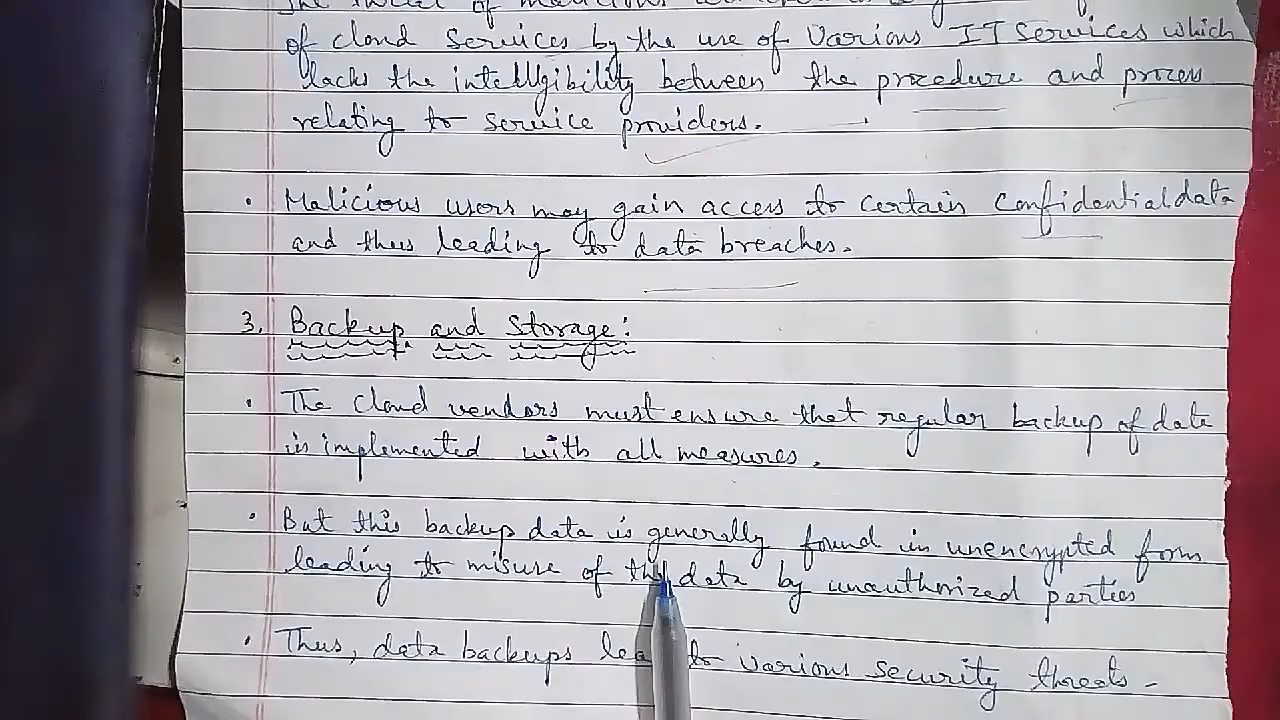 The threat of malicious
of cloud services by the use of various IT services which
lacks the intelligibility between the procedure and process
relating to service providers.
• Malicious users may gain access to certain confidential data
and thus leading to data breaches.
3. Backup and Storage:
• The cloud vendors must ensure that regular backup of data
is implemented with all measures.
• But this backup data is generally found in unencrypted form
leading to misuse of the data by unauthorized parties
• Thus, data backups lead to various security threats.